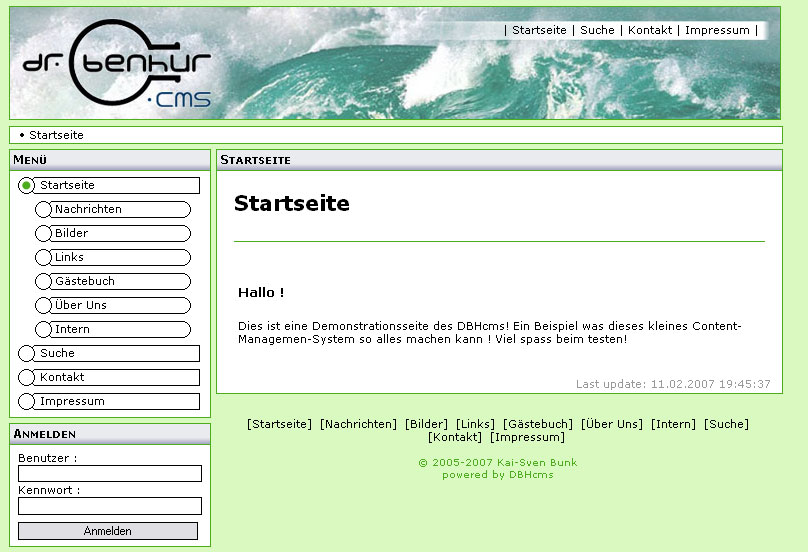 | Startseite | Suche | Kontakt | Impressum |
dr. benhur
.cms
• Startseite
Menü
Startseite
Nachrichten
Bilder
Links
Gästebuch
Über Uns
Intern
Suche
Kontakt
Impressum
Anmelden
Benutzer :
Kennwort :
Anmelden
Startseite
Startseite
Hallo !
Dies ist eine Demonstrationsseite des DBHcms! Ein Beispiel was dieses kleines Content-
Managemen-System so alles machen kann ! Viel spass beim testen!
Last update: 11.02.2007 19:45:37
[Startseite] [Nachrichten] [Bilder] [Links] [Gästebuch] [Über Uns] [Intern] [Suche]
[Kontakt] [Impressum]
© 2005-2007 Kai-Sven Bunk
powered by DBHcms